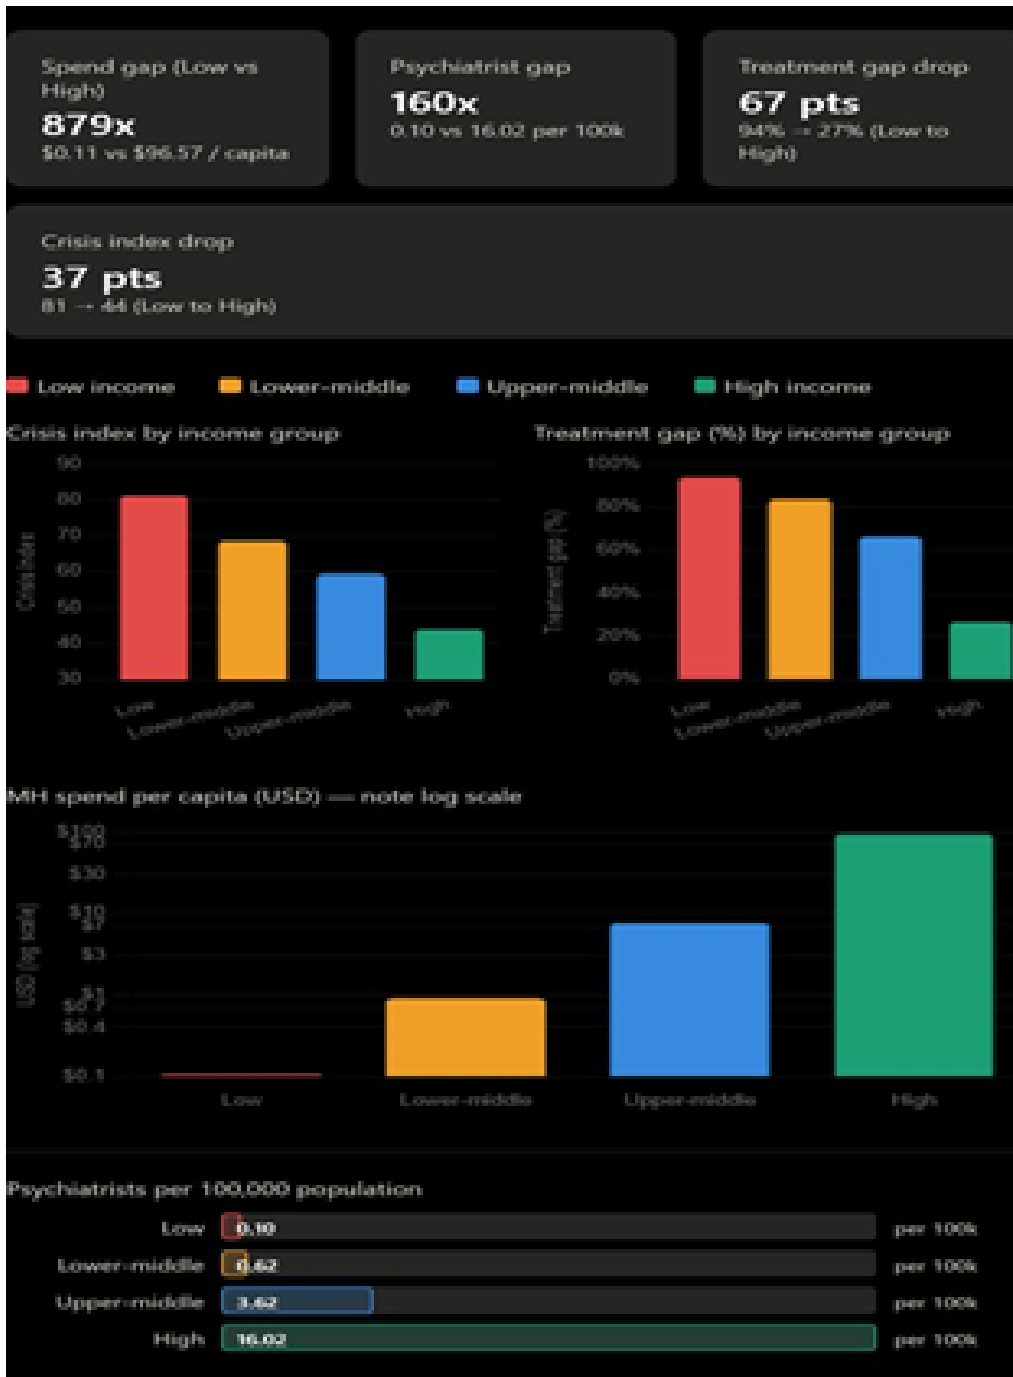 Spend gap (Low vs
High)
879x
$0.11 vs $96.57 / capita
Psychiatrist gap
160x
0.10 vs 16.02 per 100k
Treatment gap drop
67 pts
94% → 27% (Low to
High)
Crisis index drop
37 pts
81 → 44 (Low to High)
Low income
Lower-middle
Upper-middle
High income
Crisis index by income group
90
80
70
60
50
40
30
Crisis index
Low
Lower-middle
Upper-middle
High
Treatment gap (%) by income group
100%
80%
60%
40%
20%
0%
Treatment gap (%)
Low
Lower-middle
Upper-middle
High
MH spend per capita (USD) — note log scale
$100
$70
$30
$10
$7
$3
$1
$0.7
$0.4
$0.1
USD (log scale)
Low
Lower-middle
Upper-middle
High
Psychiatrists per 100,000 population
Low 0.10 per 100k
Lower-middle 0.62 per 100k
Upper-middle 3.62 per 100k
High 16.02 per 100k